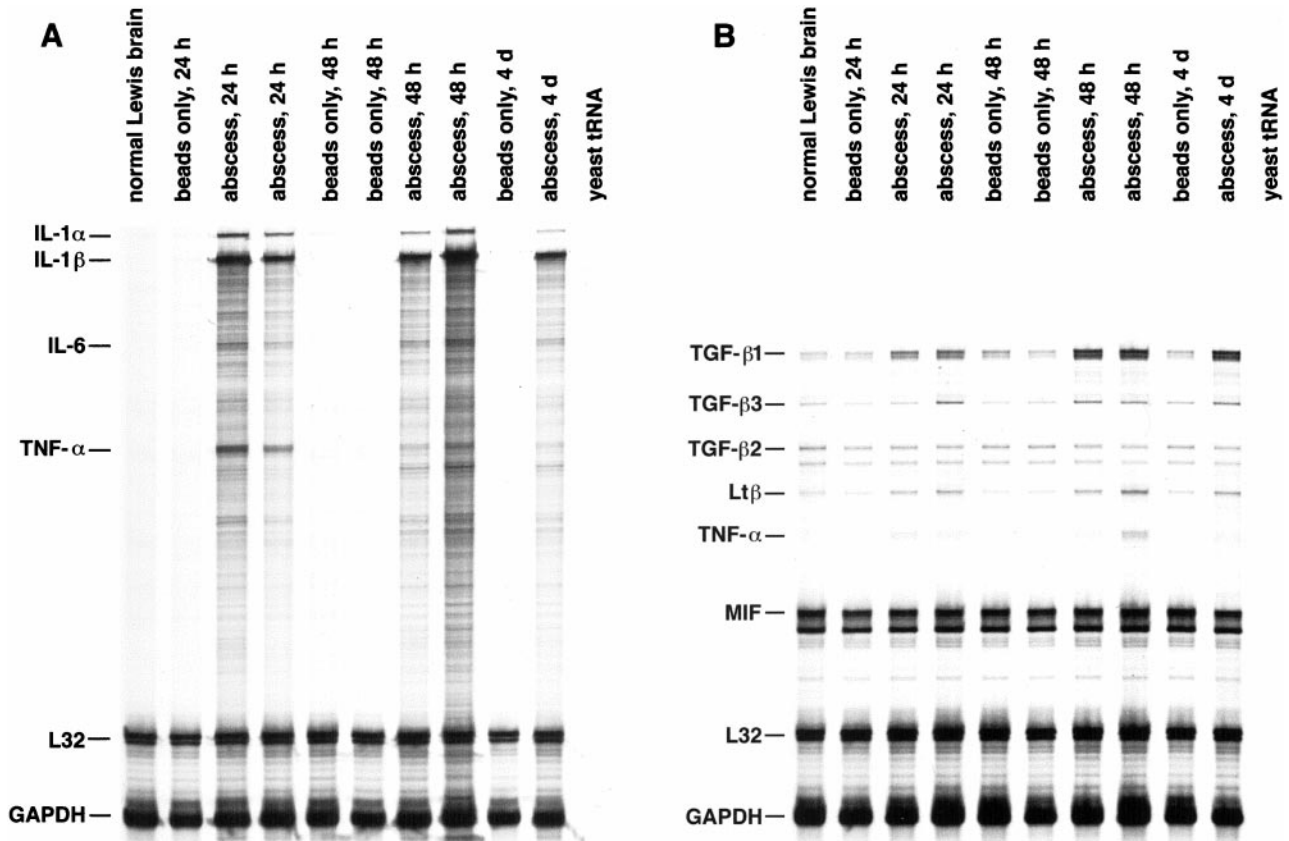 A
normal Lewis brain
beads only, 24 h
abscess, 24 h
abscess, 24 h
beads only, 48 h
beads only, 48 h
abscess, 48 h
abscess, 48 h
beads only, 4 d
abscess, 4 d
yeast tRNA
IL-1α
IL-1β
IL-6
TNF-α
L32
GAPDH
B
normal Lewis brain
beads only, 24 h
abscess, 24 h
abscess, 24 h
beads only, 48 h
beads only, 48 h
abscess, 48 h
abscess, 48 h
beads only, 4 d
abscess, 4 d
yeast tRNA
TGF-β1
TGF-β3
TGF-β2
Ltβ
TNF-α
MIF
L32
GAPDH